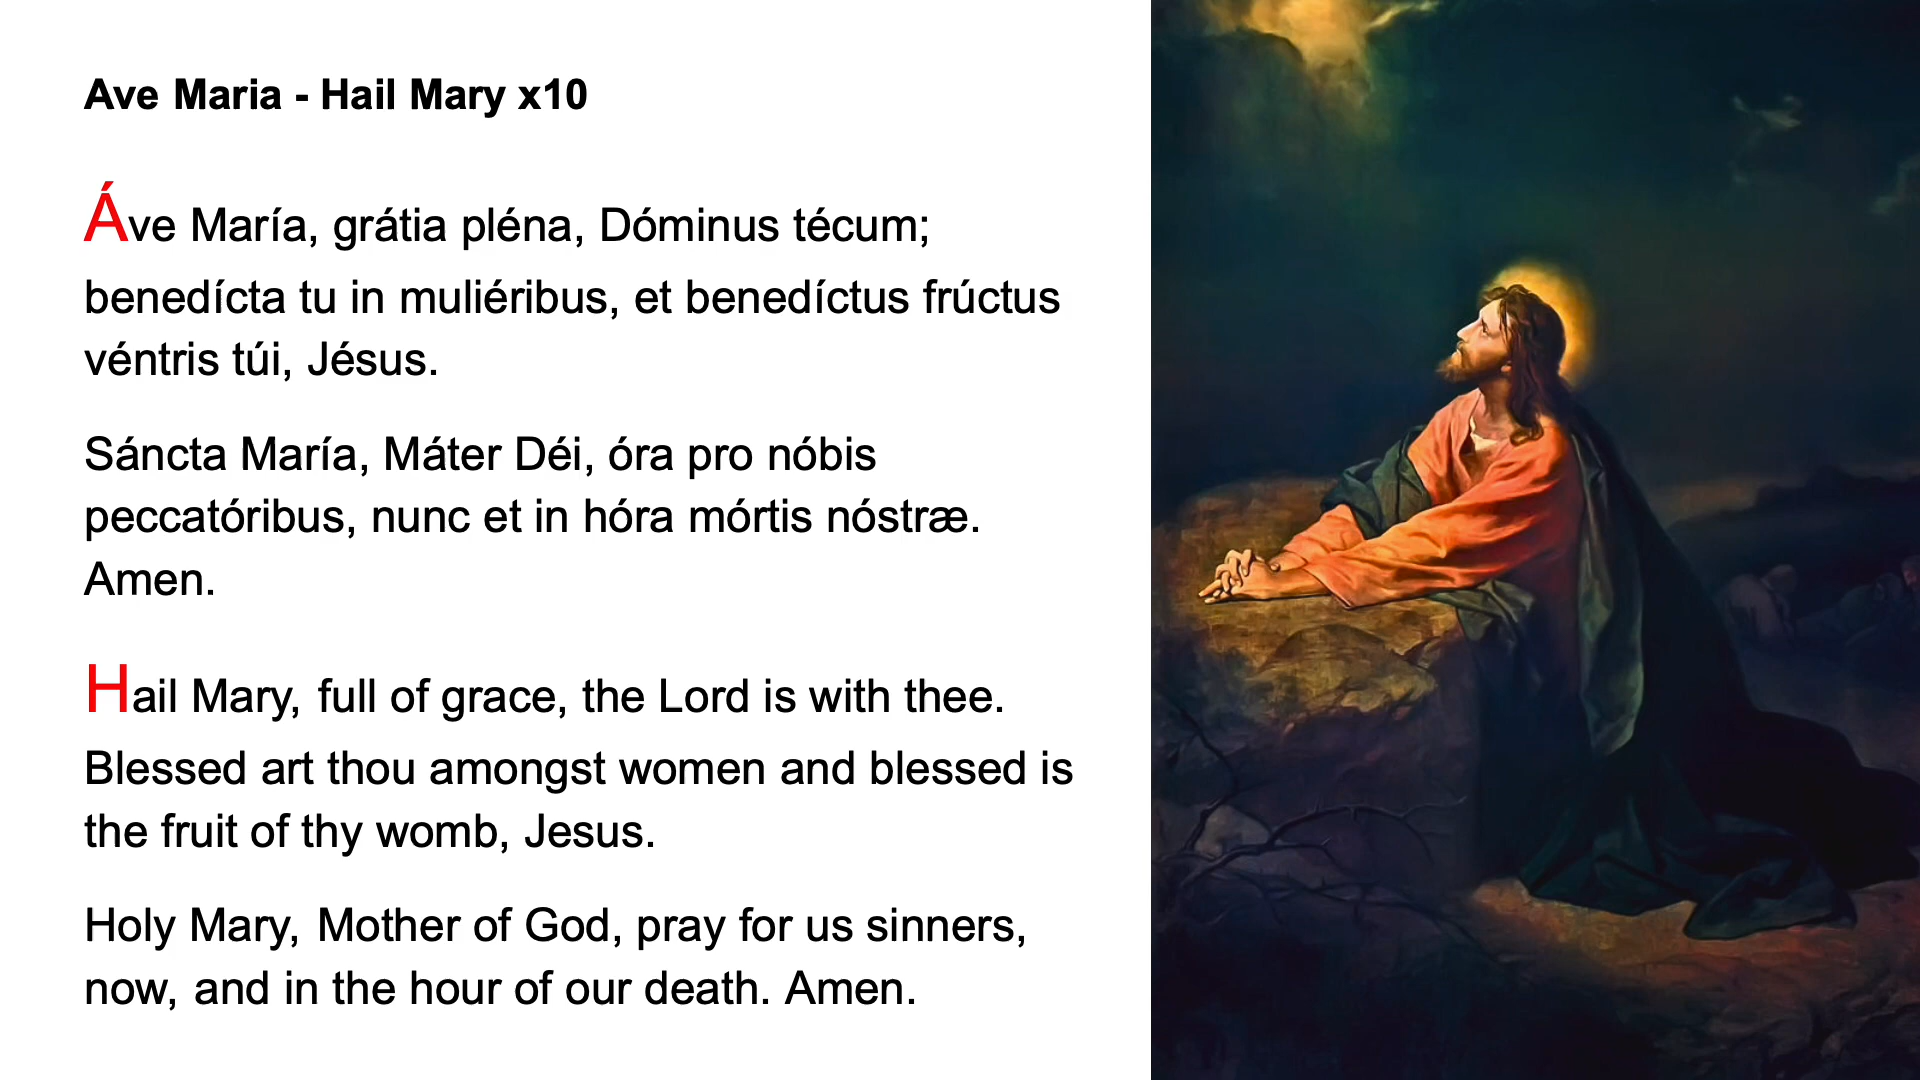 Ave Maria - Hail Mary x10
Áve María, grátia pléna, Dóminus técum;
benedícta tu in muliéribus, et benedíctus frúctus
véntris túi, Jésus.
Sáncta María, Máter Déi, óra pro nóbis
peccatóribus, nunc et in hóra mórtis nóstræ.
Amen.
Hail Mary, full of grace, the Lord is with thee.
Blessed art thou amongst women and blessed is
the fruit of thy womb, Jesus.
Holy Mary, Mother of God, pray for us sinners,
now, and in the hour of our death. Amen.